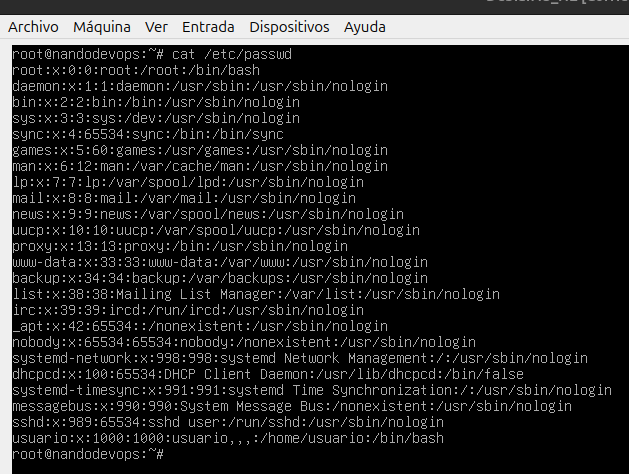 Archivo Máquina Ver Entrada Dispositivos Ayuda
root@nandodevops:~# cat /etc/passwd
root:x:0:0:root:/root:/bin/bash
daemon:x:1:1:daemon:/usr/sbin:/usr/sbin/nologin
bin:x:2:2:bin:/bin:/usr/sbin/nologin
sys:x:3:3:sys:/dev:/usr/sbin/nologin
sync:x:4:65534:sync:/bin:/bin/sync
games:x:5:60:games:/usr/games:/usr/sbin/nologin
man:x:6:12:man:/var/cache/man:/usr/sbin/nologin
lp:x:7:7:lp:/var/spool/lpd:/usr/sbin/nologin
mail:x:8:8:mail:/var/mail:/usr/sbin/nologin
news:x:9:9:news:/var/spool/news:/usr/sbin/nologin
uucp:x:10:10:uucp:/var/spool/uucp:/usr/sbin/nologin
proxy:x:13:13:proxy:/bin:/usr/sbin/nologin
www-data:x:33:33:www-data:/var/www:/usr/sbin/nologin
backup:x:34:34:backup:/var/backups:/usr/sbin/nologin
list:x:38:38:Mailing List Manager:/var/list:/usr/sbin/nologin
irc:x:39:39:ircd:/run/ircd:/usr/sbin/nologin
_apt:x:42:65534::/nonexistent:/usr/sbin/nologin
nobody:x:65534:65534:nobody:/nonexistent:/usr/sbin/nologin
systemd-network:x:998:998:systemd Network Management:/:/usr/sbin/nologin
dhcpcd:x:100:65534:DHCP Client Daemon:/usr/lib/dhcpcd:/bin/false
systemd-timesync:x:991:991:systemd Time Synchronization:/:/usr/sbin/nologin
messagebus:x:990:990:System Message Bus:/nonexistent:/usr/sbin/nologin
sshd:x:989:65534:sshd user:/run/sshd:/usr/sbin/nologin
usuario:x:1000:1000:usuario,,,:/home/usuario:/bin/bash
root@nandodevops:~#